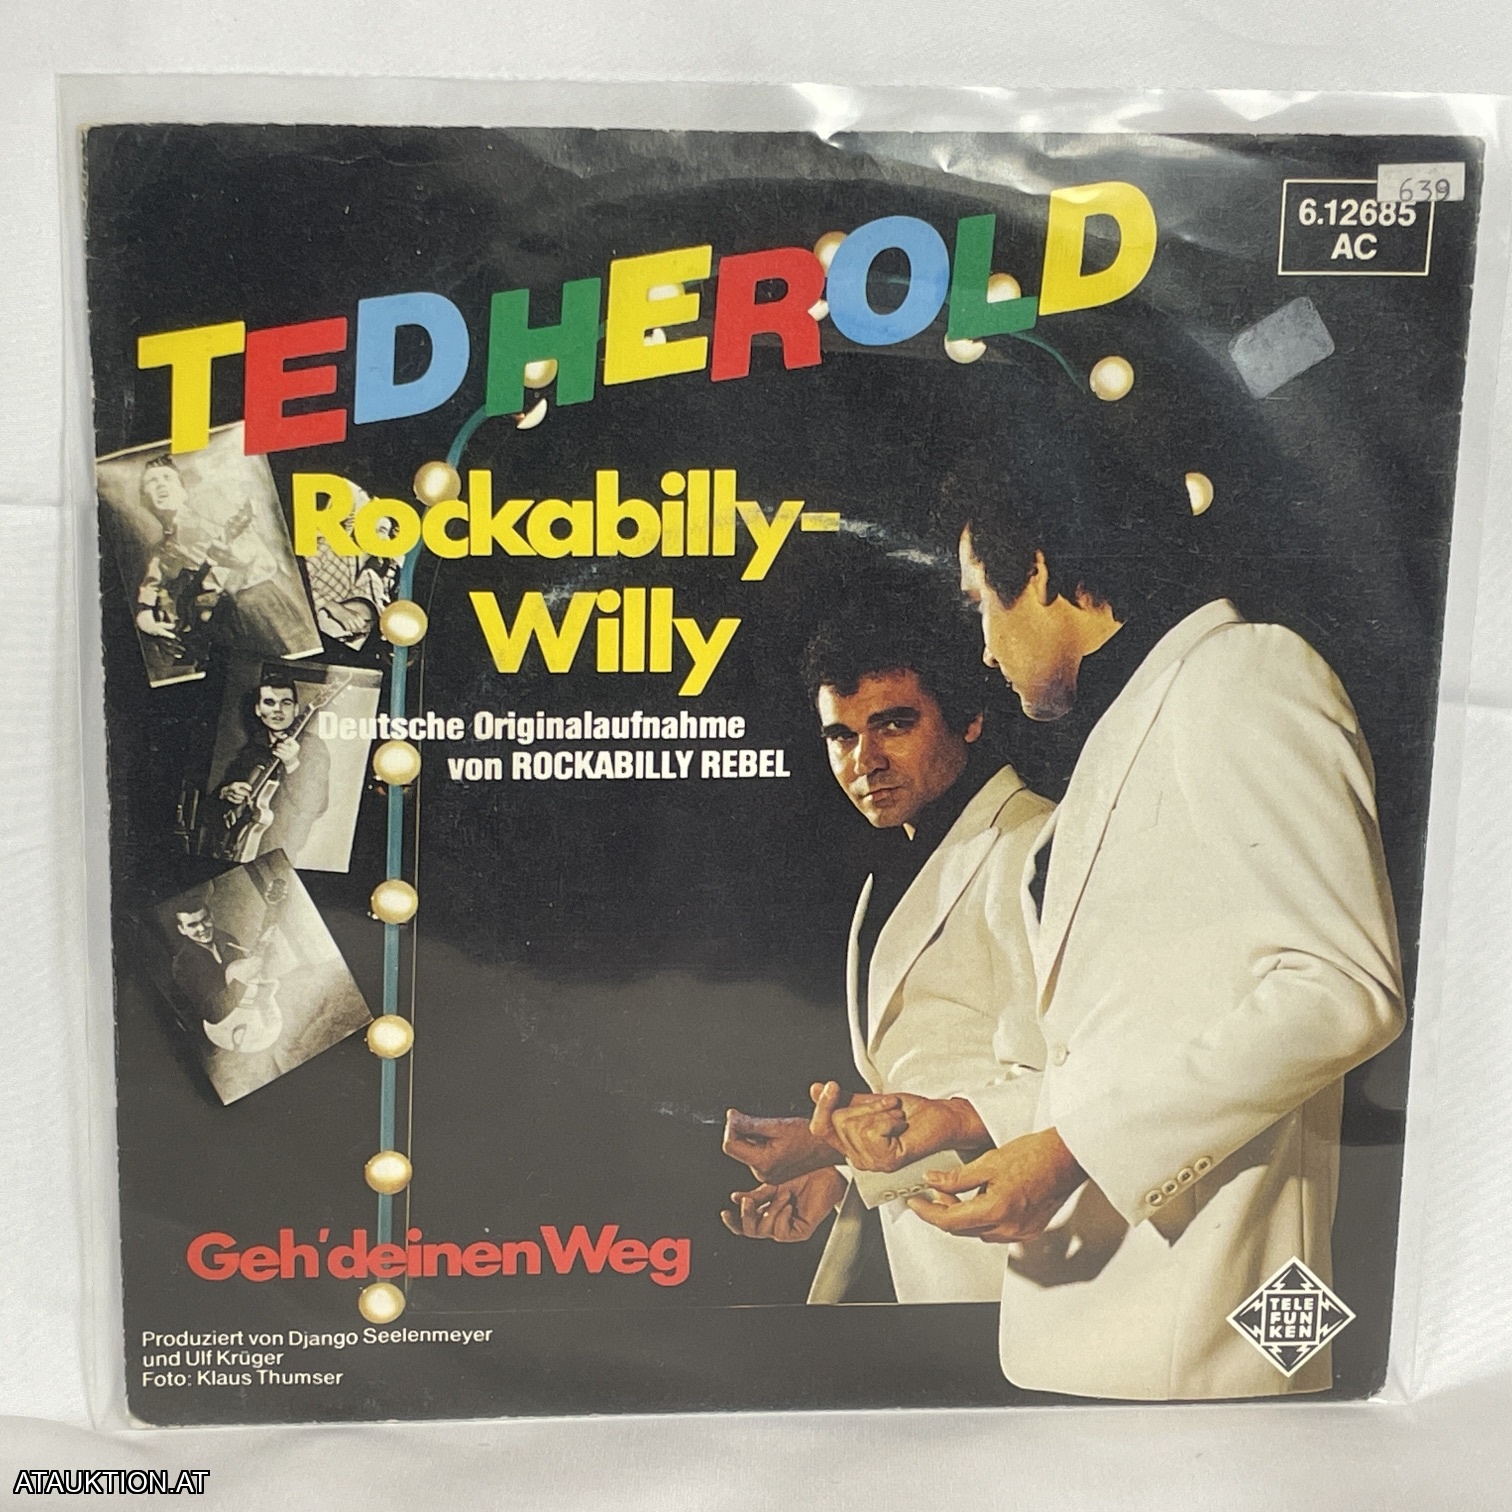 639
6.12685
AC
TED HEROLD
Rockabilly-
Willy
Deutsche Originalaufnahme
von ROCKABILLY REBEL
Geh' deinen Weg
Produziert von Django Seelenmeyer
und Ulf Krüger
Foto: Klaus Thumser
TELE
FUN
KEN
ATAUKTION.AT